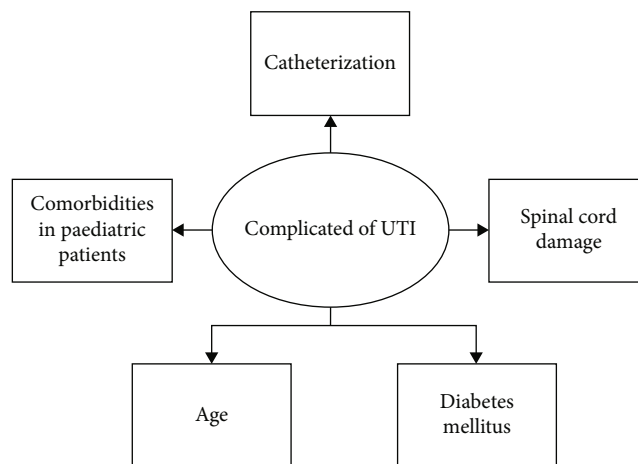 Catheterization
Comorbidities
in paediatric
patients
Complicated of UTI
Spinal cord
damage
Age
Diabetes
mellitus